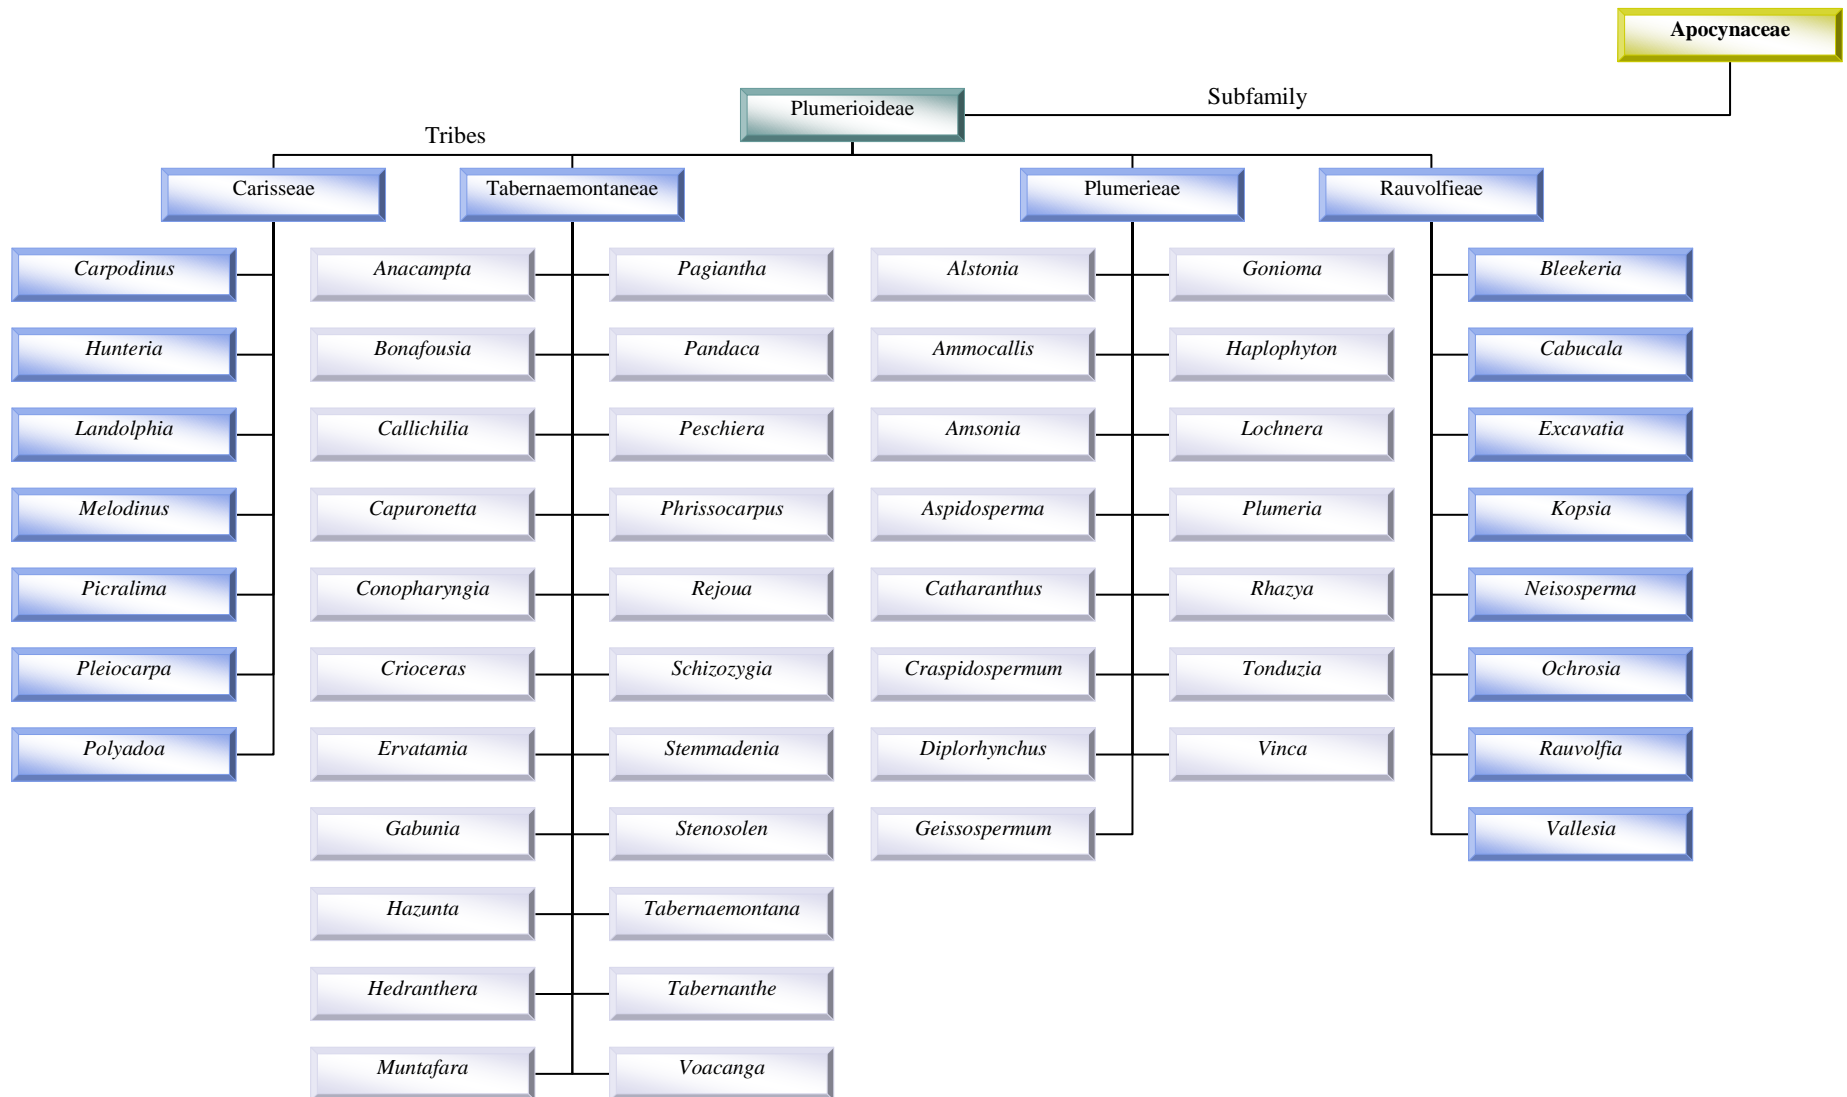 Apocynaceae
Subfamily
Plumerioideae
Tribes
Carisseae
Tabernaemontaneae
Plumerieae
Rauvolfieae
Carpodinus
Hunteria
Landolphia
Melodinus
Picralima
Pleiocarpa
Polyadoa
Anacampta
Bonafousia
Callichilia
Capuronetta
Conopharyngia
Crioceras
Ervatamia
Gabunia
Hazunta
Hedranthera
Muntafara
Pagiantha
Pandaca
Peschiera
Phrissocarpus
Rejoua
Schizozygia
Stemmadenia
Stenosolen
Tabernaemontana
Tabernanthe
Voacanga
Alstonia
Ammocallis
Amsonia
Aspidosperma
Catharanthus
Craspidospermum
Diplorhynchus
Geissospermum
Gonioma
Haplophyton
Lochnera
Plumeria
Rhazya
Tonduzia
Vinca
Bleekeria
Cabucala
Excavatia
Kopsia
Neisosperma
Ochrosia
Rauvolfia
Vallesia